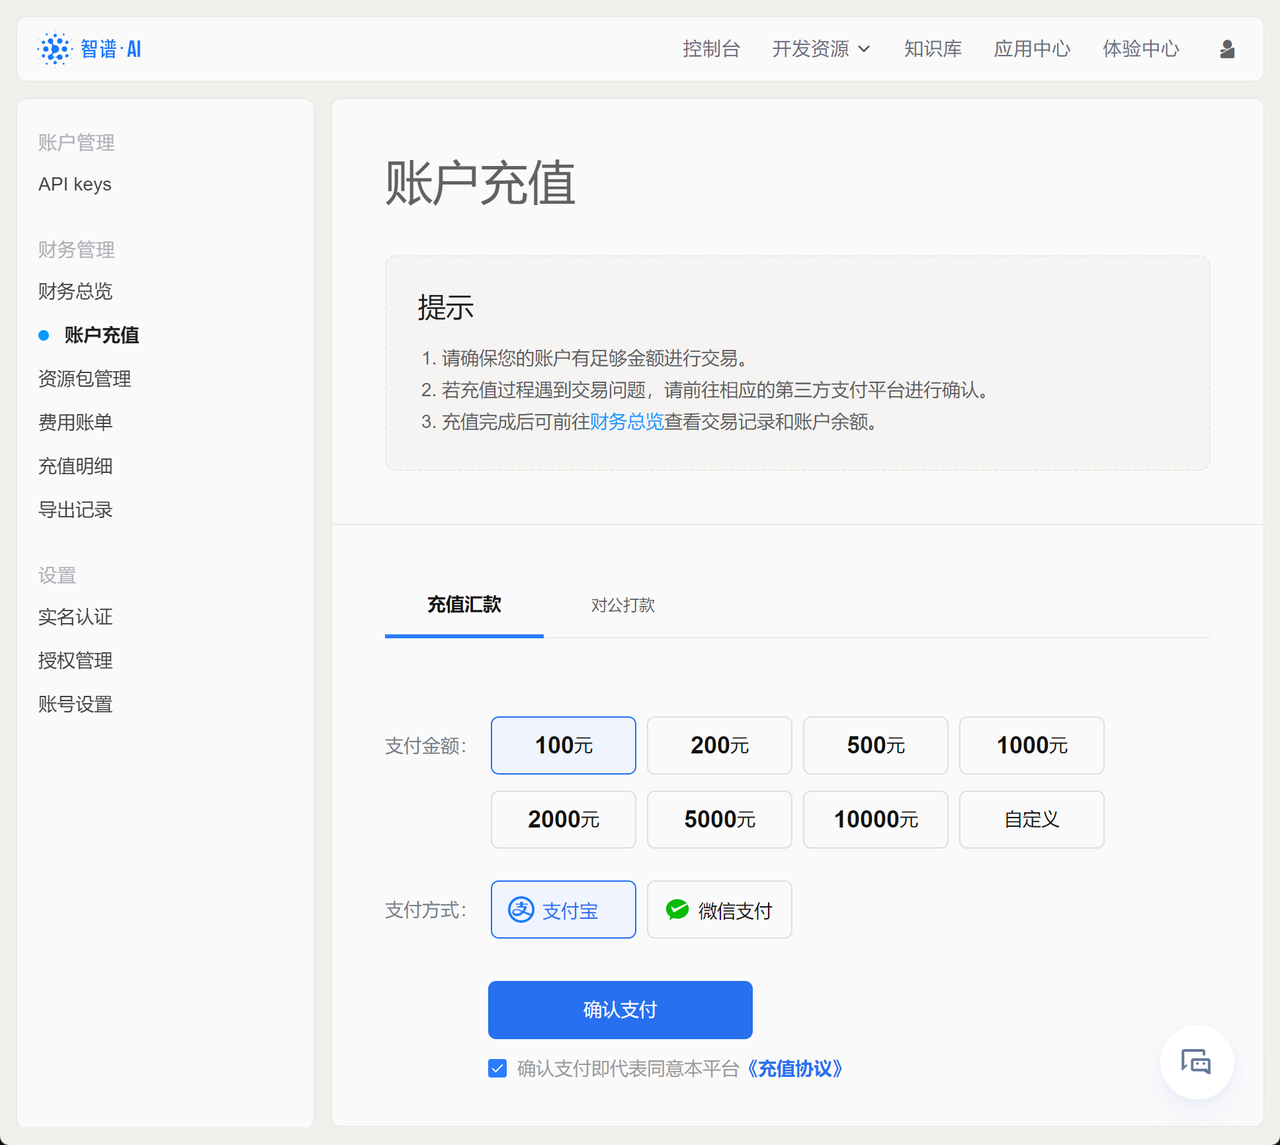 智谱·AI
控制台
开发资源
知识库
应用中心
体验中心
账户管理
API keys
财务管理
财务总览
账户充值
资源包管理
费用账单
充值明细
导出记录
设置
实名认证
授权管理
账号设置
账户充值
提示
1. 请确保您的账户有足够金额进行交易。
2. 若充值过程遇到交易问题，请前往相应的第三方支付平台进行确认。
3. 充值完成后可前往财务总览查看交易记录和账户余额。
充值汇款
对公打款
支付金额：
100元
200元
500元
1000元
2000元
5000元
10000元
自定义
支付方式：
支付宝
微信支付
确认支付
确认支付即代表同意本平台《充值协议》